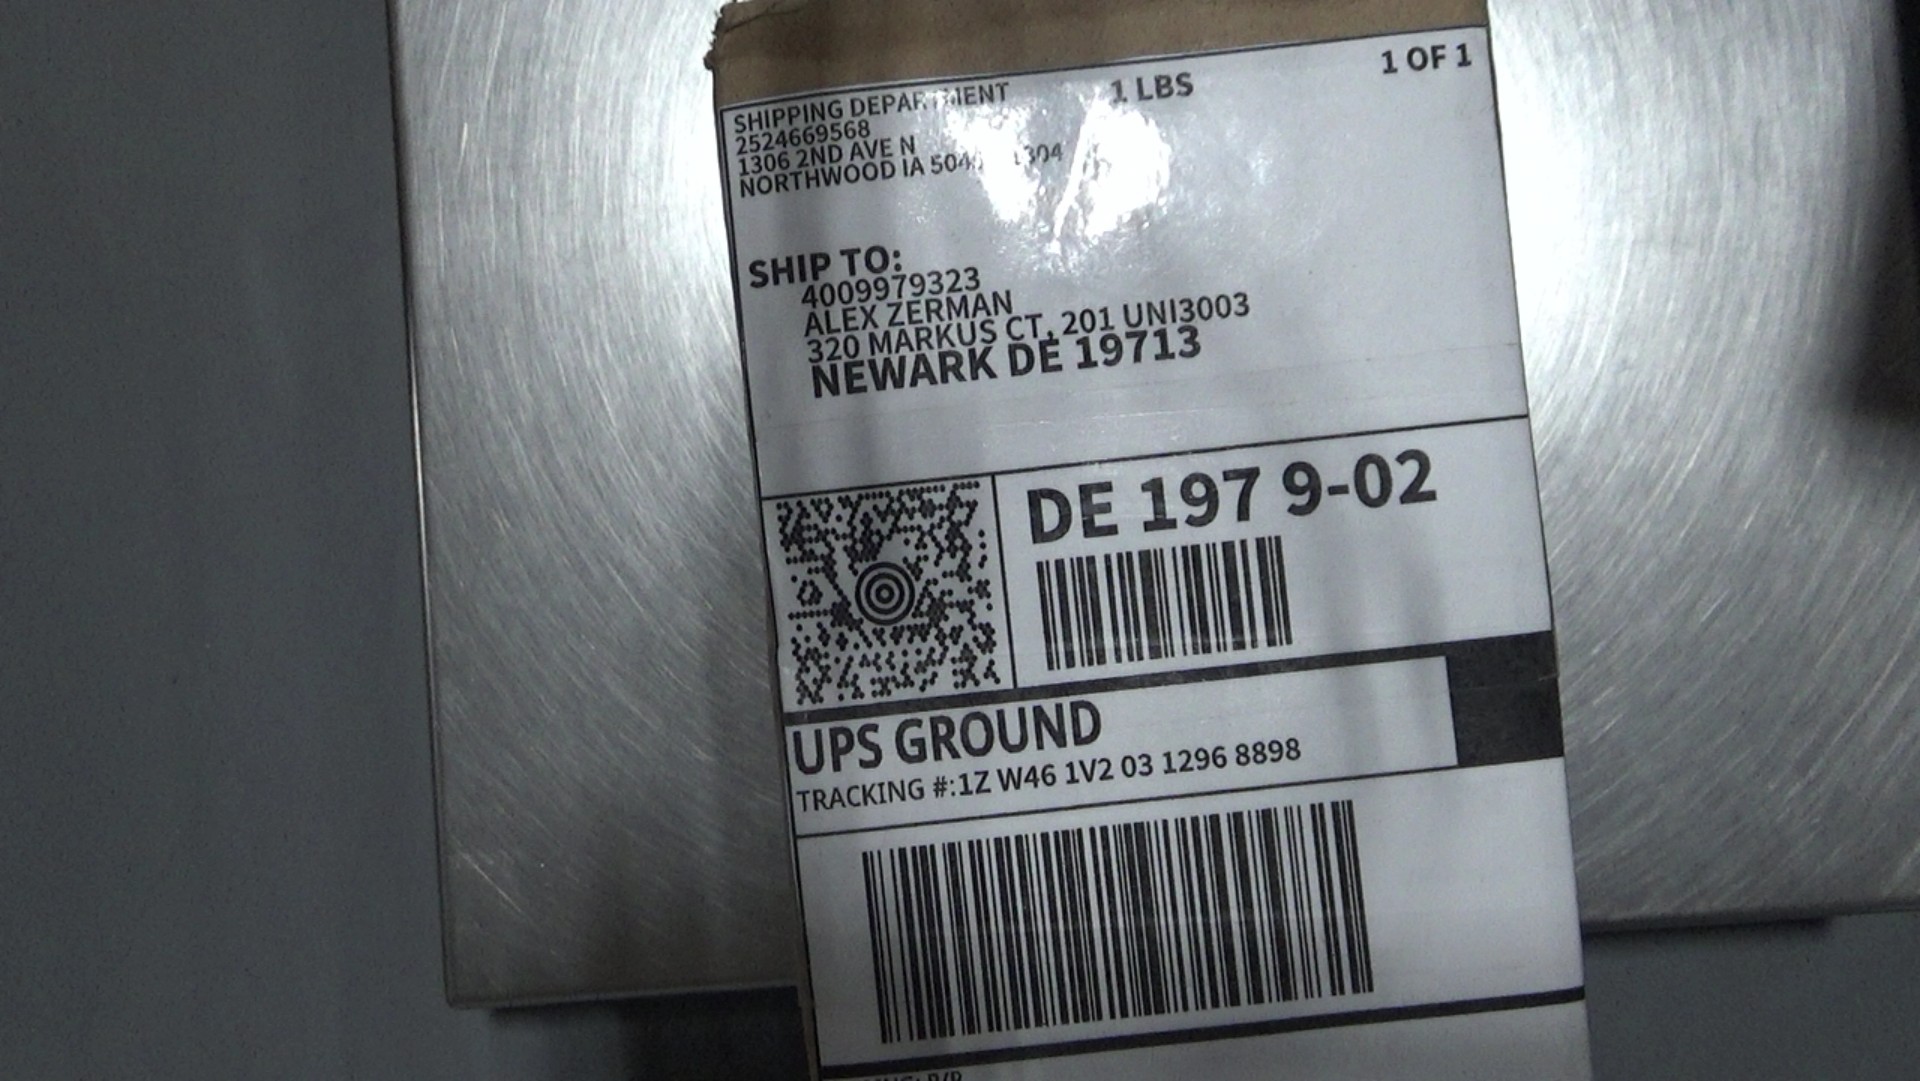 SHIPPING DEPARTMENT
1 LBS
1 OF 1
2524669568
1306 2ND AVE N
NORTHWOOD IA
SHIP TO:
4009979323
ALEX ZERMAN
320 MARKUS CT, 201 UNI3003
NEWARK DE 19713
DE 197 9-02
UPS GROUND
TRACKING #:1Z W46 1V2 03 1296 8898